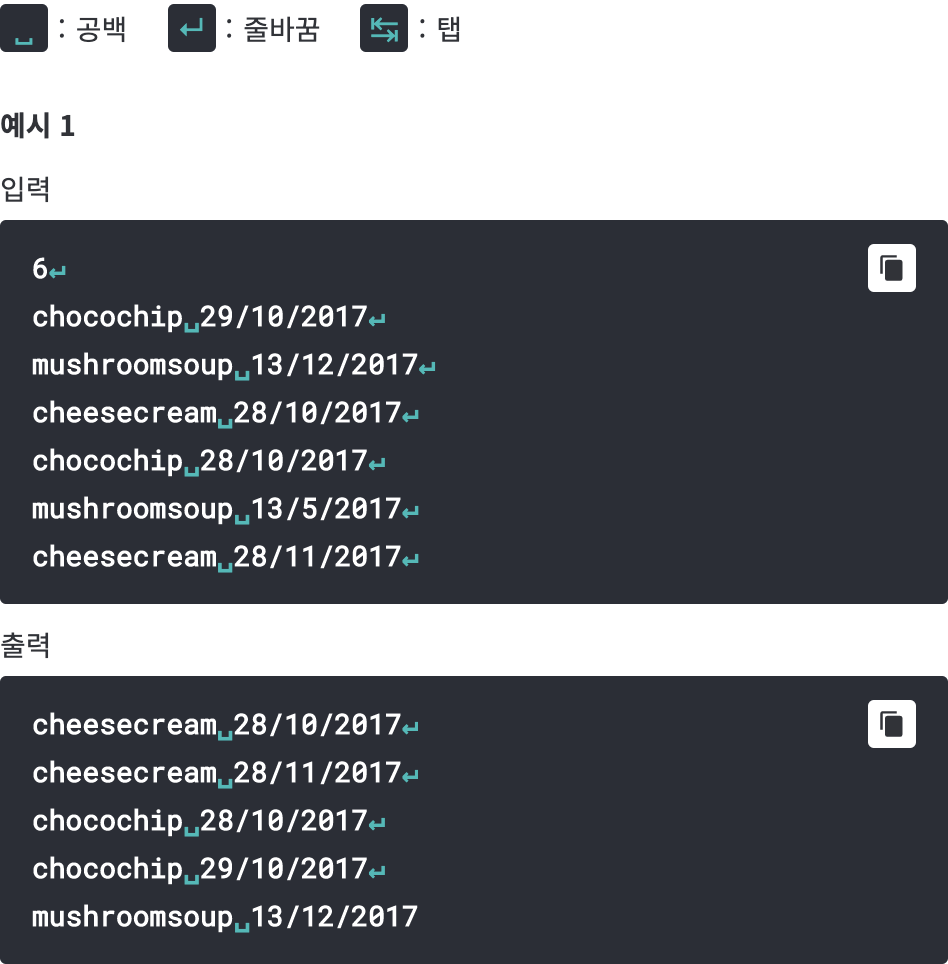 ␣ : 공백 ↵ : 줄바꿈 ↹ : 탭
예시 1
입력
6↵
chocochip␣29/10/2017↵
mushroomsoup␣13/12/2017↵
cheesecream␣28/10/2017↵
chocochip␣28/10/2017↵
mushroomsoup␣13/5/2017↵
cheesecream␣28/11/2017↵
출력
cheesecream␣28/10/2017↵
cheesecream␣28/11/2017↵
chocochip␣28/10/2017↵
chocochip␣29/10/2017↵
mushroomsoup␣13/12/2017